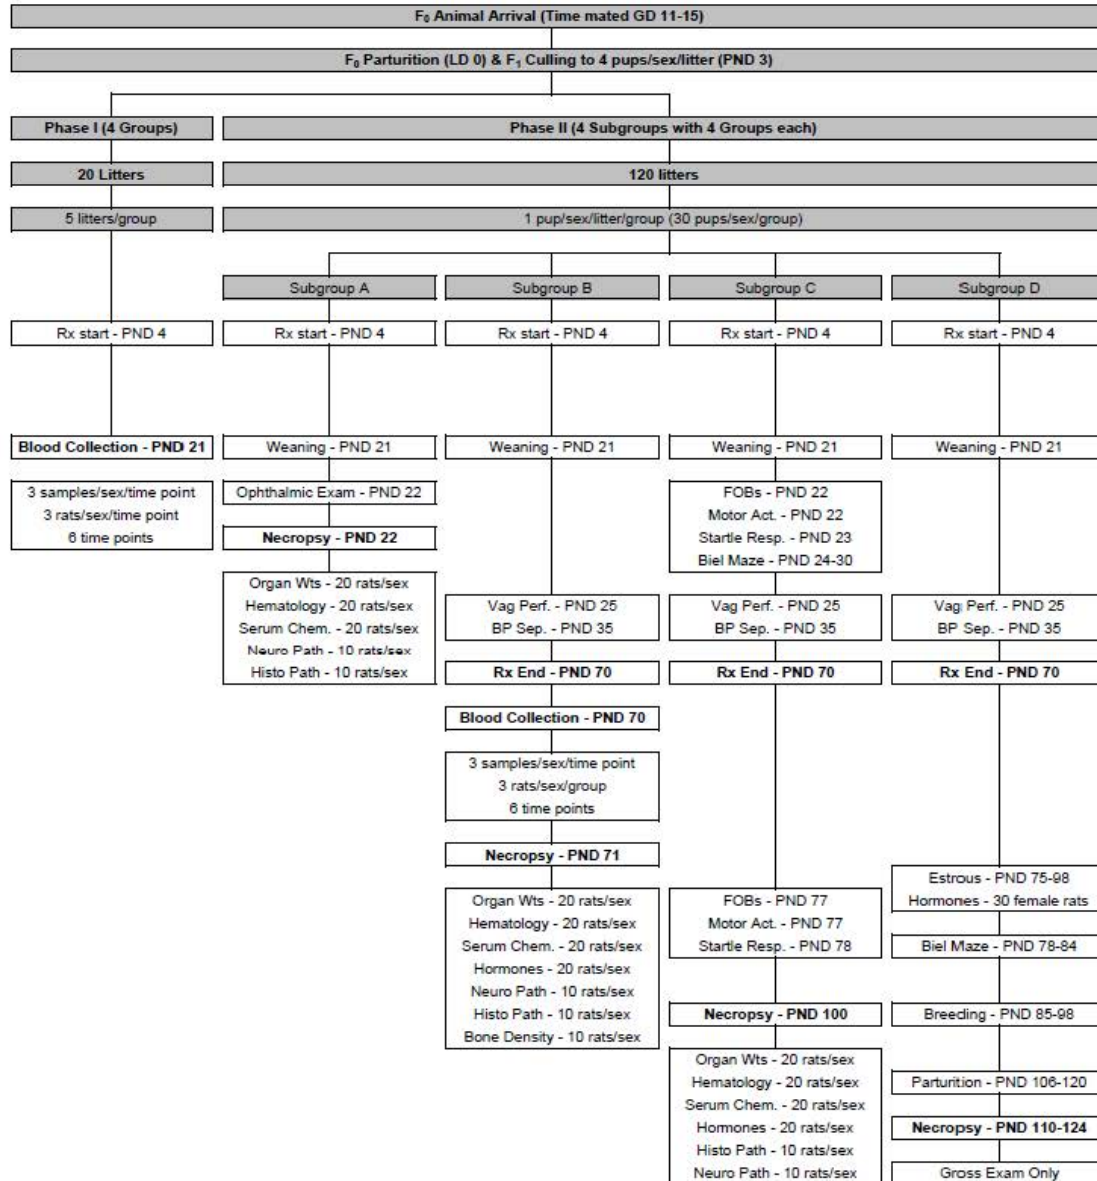 F₀ Animal Arrival (Time mated GD 11-15)
F₀ Parturition (LD 0) & F₁ Culling to 4 pups/sex/litter (PND 3)
Phase I (4 Groups)
Phase II (4 Subgroups with 4 Groups each)
20 Litters
120 litters
5 litters/group
1 pup/sex/litter/group (30 pups/sex/group)
Subgroup A
Subgroup B
Subgroup C
Subgroup D
Rx start - PND 4
Rx start - PND 4
Rx start - PND 4
Rx start - PND 4
Rx start - PND 4
Blood Collection - PND 21
Weaning - PND 21
Weaning - PND 21
Weaning - PND 21
Weaning - PND 21
3 samples/sex/time point
3 rats/sex/time point
6 time points
Ophthalmic Exam - PND 22
Necropsy - PND 22
Organ Wts - 20 rats/sex
Hematology - 20 rats/sex
Serum Chem. - 20 rats/sex
Neuro Path - 10 rats/sex
Histo Path - 10 rats/sex
FOBs - PND 22
Motor Act. - PND 22
Startle Resp. - PND 23
Biel Maze - PND 24-30
Vag Perf. - PND 25
BP Sep. - PND 35
Vag Perf. - PND 25
BP Sep. - PND 35
Vag Perf. - PND 25
BP Sep. - PND 35
Rx End - PND 70
Rx End - PND 70
Rx End - PND 70
Blood Collection - PND 70
3 samples/sex/time point
3 rats/sex/group
6 time points
Necropsy - PND 71
Organ Wts - 20 rats/sex
Hematology - 20 rats/sex
Serum Chem. - 20 rats/sex
Hormones - 20 rats/sex
Neuro Path - 10 rats/sex
Histo Path - 10 rats/sex
Bone Density - 10 rats/sex
FOBs - PND 77
Motor Act. - PND 77
Startle Resp. - PND 78
Necropsy - PND 100
Organ Wts - 20 rats/sex
Hematology - 20 rats/sex
Serum Chem. - 20 rats/sex
Hormones - 20 rats/sex
Histo Path - 10 rats/sex
Neuro Path - 10 rats/sex
Estrous - PND 75-98
Hormones - 30 female rats
Biel Maze - PND 78-84
Breeding - PND 85-98
Parturition - PND 106-120
Necropsy - PND 110-124
Gross Exam Only